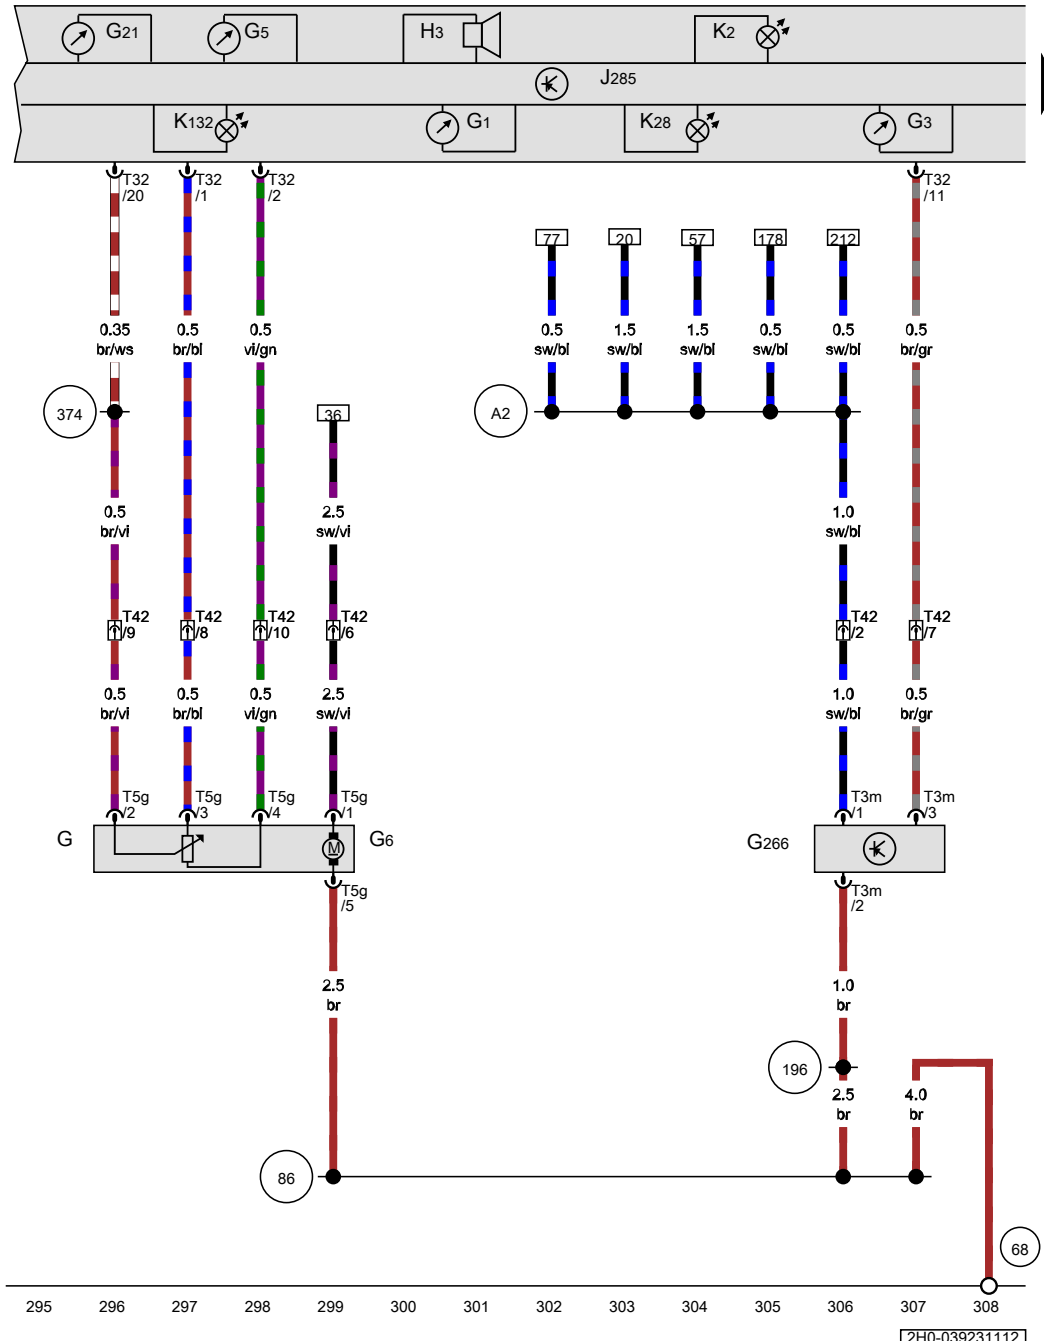 G21 G5 H3 K2
J285
K132 G1 K28 G3
T32 T32 T32 T32
/20 /1 /2 /11
77 20 57 178 212
0.35 0.5 0.5 0.5 1.5 1.5 0.5 0.5 0.5
br/ws br/bl vi/gn sw/bl sw/bl sw/bl sw/bl sw/bl br/gr
374 36 A2
0.5 2.5 1.0
br/vi sw/vi sw/bl
T42 T42 T42 T42 T42 T42
/9 /8 /10 /6 /2 /7
0.5 0.5 0.5 2.5 1.0 0.5
br/vi br/bl vi/gn sw/vi sw/bl br/gr
T5g T5g T5g T5g T3m T3m
/2 /3 /4 /1 /1 /3
G M G6 G266
T5g T3m
/5 /2
2.5 1.0
br br
196
2.5 4.0
br br
86
68
295 296 297 298 299 300 301 302 303 304 305 306 307 308
2H0-039231112